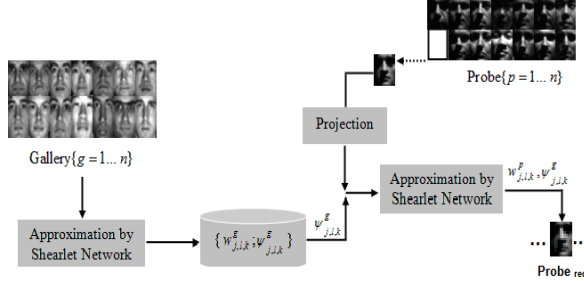 Probe{p = 1... n}
Projection
Gallery{g = 1... n}
Approximation by
Shearlet Network
{ w^g_{j,l,k} ; ψ^g_{j,l,k} }
ψ^g_{j,l,k}
Approximation by
Shearlet Network
w^p_{j,l,k} , ψ^g_{j,l,k}
... ...
Probe rec